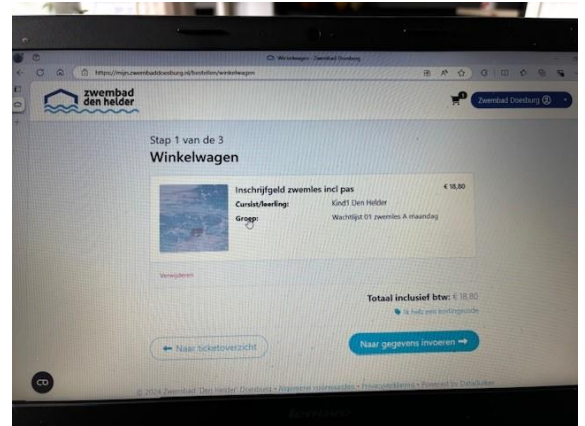 Winkelwagen - Zwembad Doesburg
https://mijn.zwembaddoesburg.nl/bestellen/winkelwagen
zwembad
den helder
0
Zwembad Doesburg
Stap 1 van de 3
Winkelwagen
Inschrijfgeld zwemles incl pas € 18,80
Cursist/leerling: Kind1 Den Helder
Groep: Wachtlijst 01 zwemles A maandag
Verwijderen
Totaal inclusief btw: € 18,80
Ik heb een kortingscode
← Naar ticketoverzicht
Naar gegevens invoeren →
© 2024 Zwembad 'Den Helder' Doesburg • Algemene voorwaarden • Privacyverklaring • Powered by
Lenovo